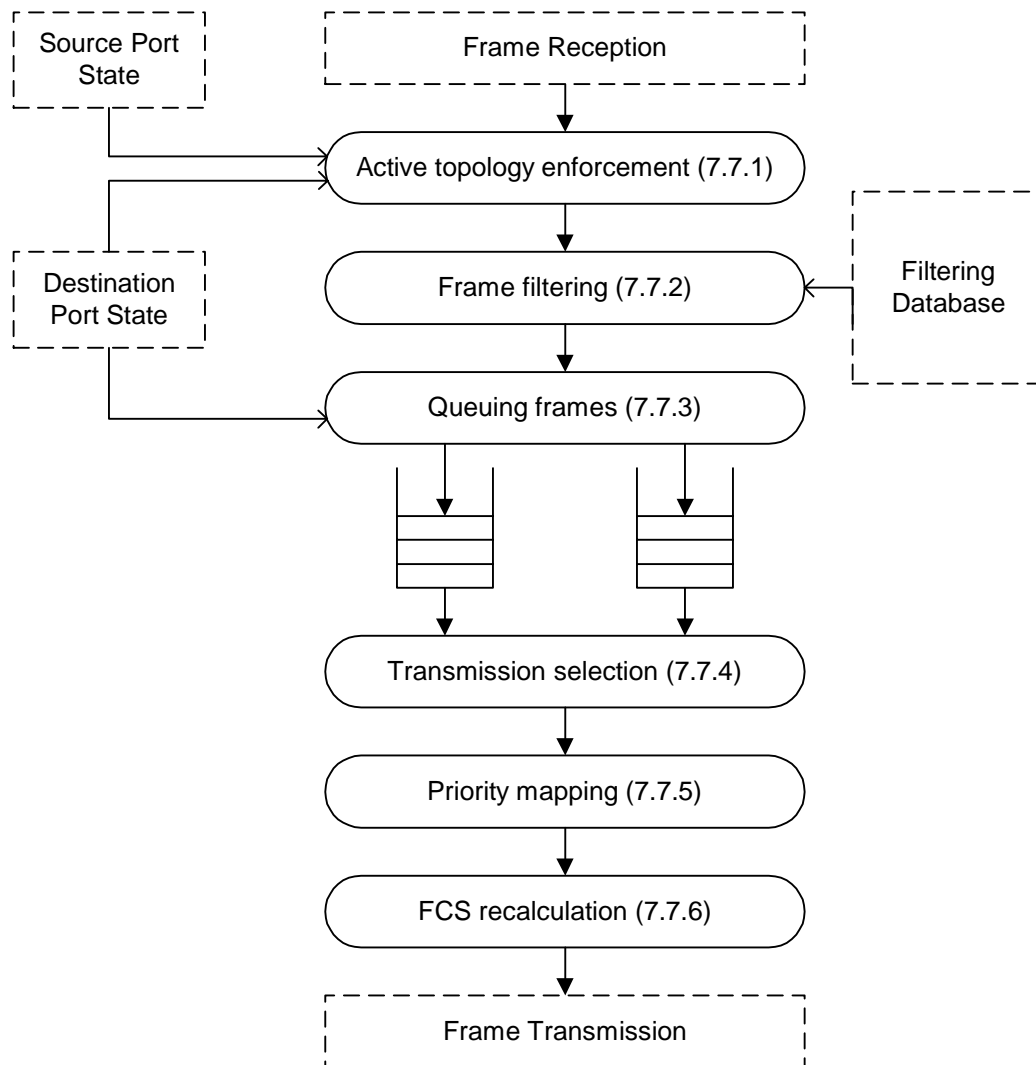 Source Port
State
Frame Reception
Active topology enforcement (7.7.1)
Destination
Port State
Frame filtering (7.7.2)
Filtering
Database
Queuing frames (7.7.3)
Transmission selection (7.7.4)
Priority mapping (7.7.5)
FCS recalculation (7.7.6)
Frame Transmission